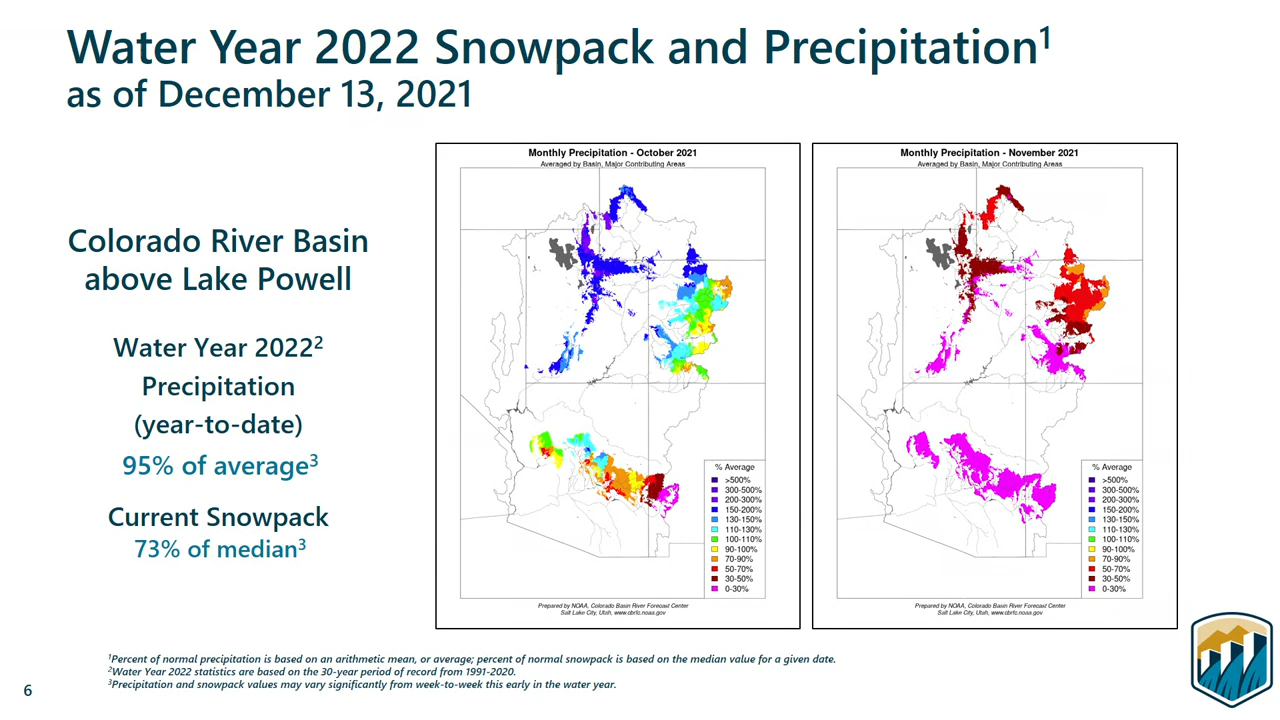 Water Year 2022 Snowpack and Precipitation1
as of December 13, 2021
Colorado River Basin
above Lake Powell
Water Year 20222
Precipitation
(year-to-date)
95% of average3
Current Snowpack
73% of median3
Monthly Precipitation - October 2021
Averaged by Basin, Major Contributing Areas
% Average
>500%
300-500%
200-300%
150-200%
130-150%
110-130%
100-110%
90-100%
70-90%
50-70%
30-50%
0-30%
Prepared by NOAA, Colorado Basin River Forecast Center
Salt Lake City, Utah, www.cbrfc.noaa.gov
Monthly Precipitation - November 2021
Averaged by Basin, Major Contributing Areas
% Average
>500%
300-500%
200-300%
150-200%
130-150%
110-130%
100-110%
90-100%
70-90%
50-70%
30-50%
0-30%
Prepared by NOAA, Colorado Basin River Forecast Center
Salt Lake City, Utah, www.cbrfc.noaa.gov
1Percent of normal precipitation is based on an arithmetic mean, or average; percent of normal snowpack is based on the median value for a given date.
2Water Year 2022 statistics are based on the 30-year period of record from 1991-2020.
3Precipitation and snowpack values may vary significantly from week-to-week this early in the water year.
6